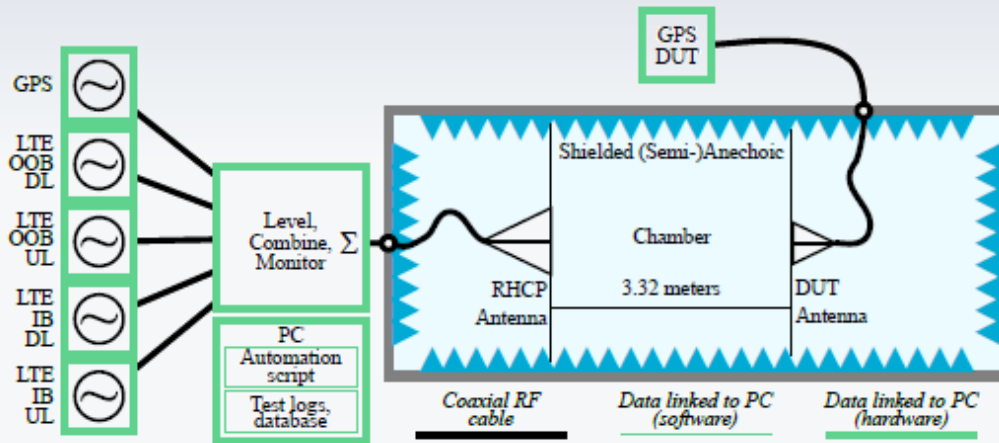 GPS
LTE
OOB
DL
LTE
OOB
UL
LTE
IB
DL
LTE
IB
UL
Level,
Combine,
Monitor
Σ
PC
Automation
script
Test logs,
database
GPS
DUT
Shielded (Semi-)Anechoic
Chamber
3.32 meters
RHCP
Antenna
DUT
Antenna
Coaxial RF
cable
Data linked to PC
(software)
Data linked to PC
(hardware)